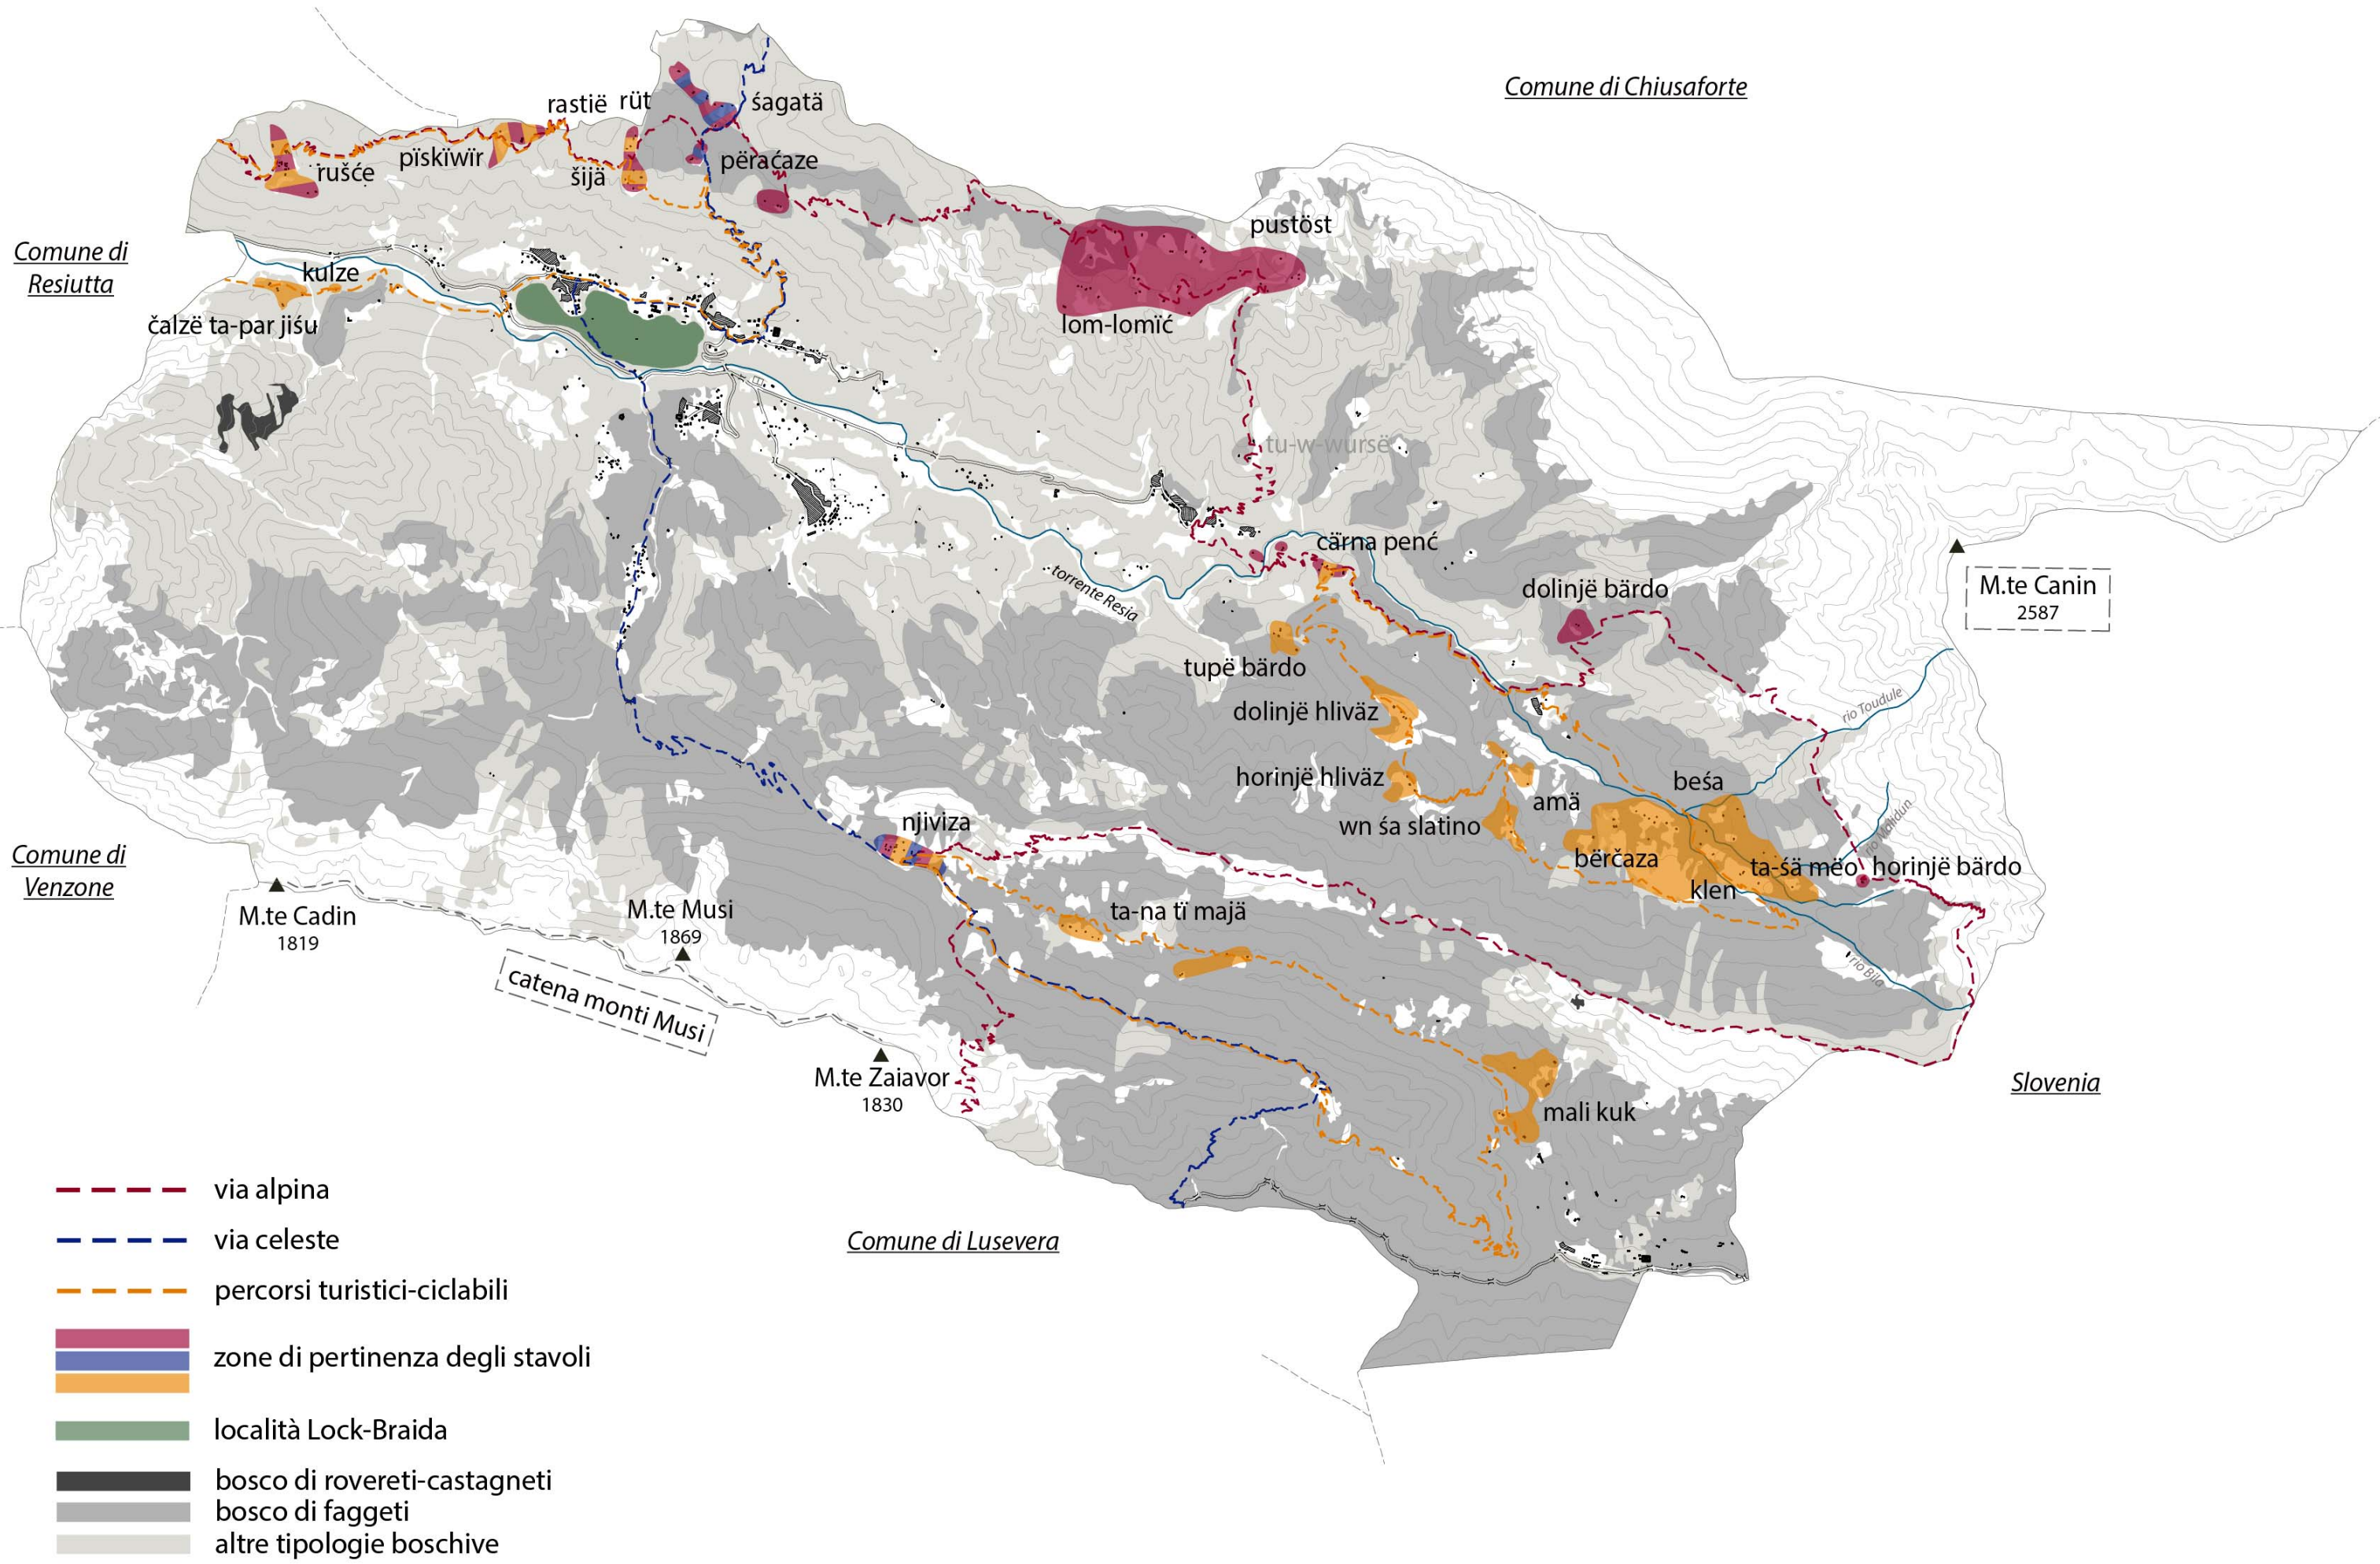 Comune di Chiusaforte
rastië
rüt
śagatä
pïskïwïr
rušće
šijä
përaćaze
pustöst
Comune di
Resiutta
kulze
čalzë ta-par jiśu
lom-lomïć
tu-w-wursë
cärna penć
torrente Resia
dolinjë bärdo
M.te Canin
2587
tupë bärdo
dolinjë hliväz
rio Toudule
horinjë hliväz
beśa
amä
wn śa slatino
njiviza
rio Malidun
Comune di
Venzone
bërčaza
ta-śä mëo
horinjë bärdo
klen
M.te Cadin
1819
M.te Musi
1869
ta-na tï majä
rio Bila
catena monti Musi
M.te Zaiavor
1830
Slovenia
mali kuk
Comune di Lusevera
via alpina
via celeste
percorsi turistici-ciclabili
zone di pertinenza degli stavoli
località Lock-Braida
bosco di rovereti-castagneti
bosco di faggeti
altre tipologie boschive